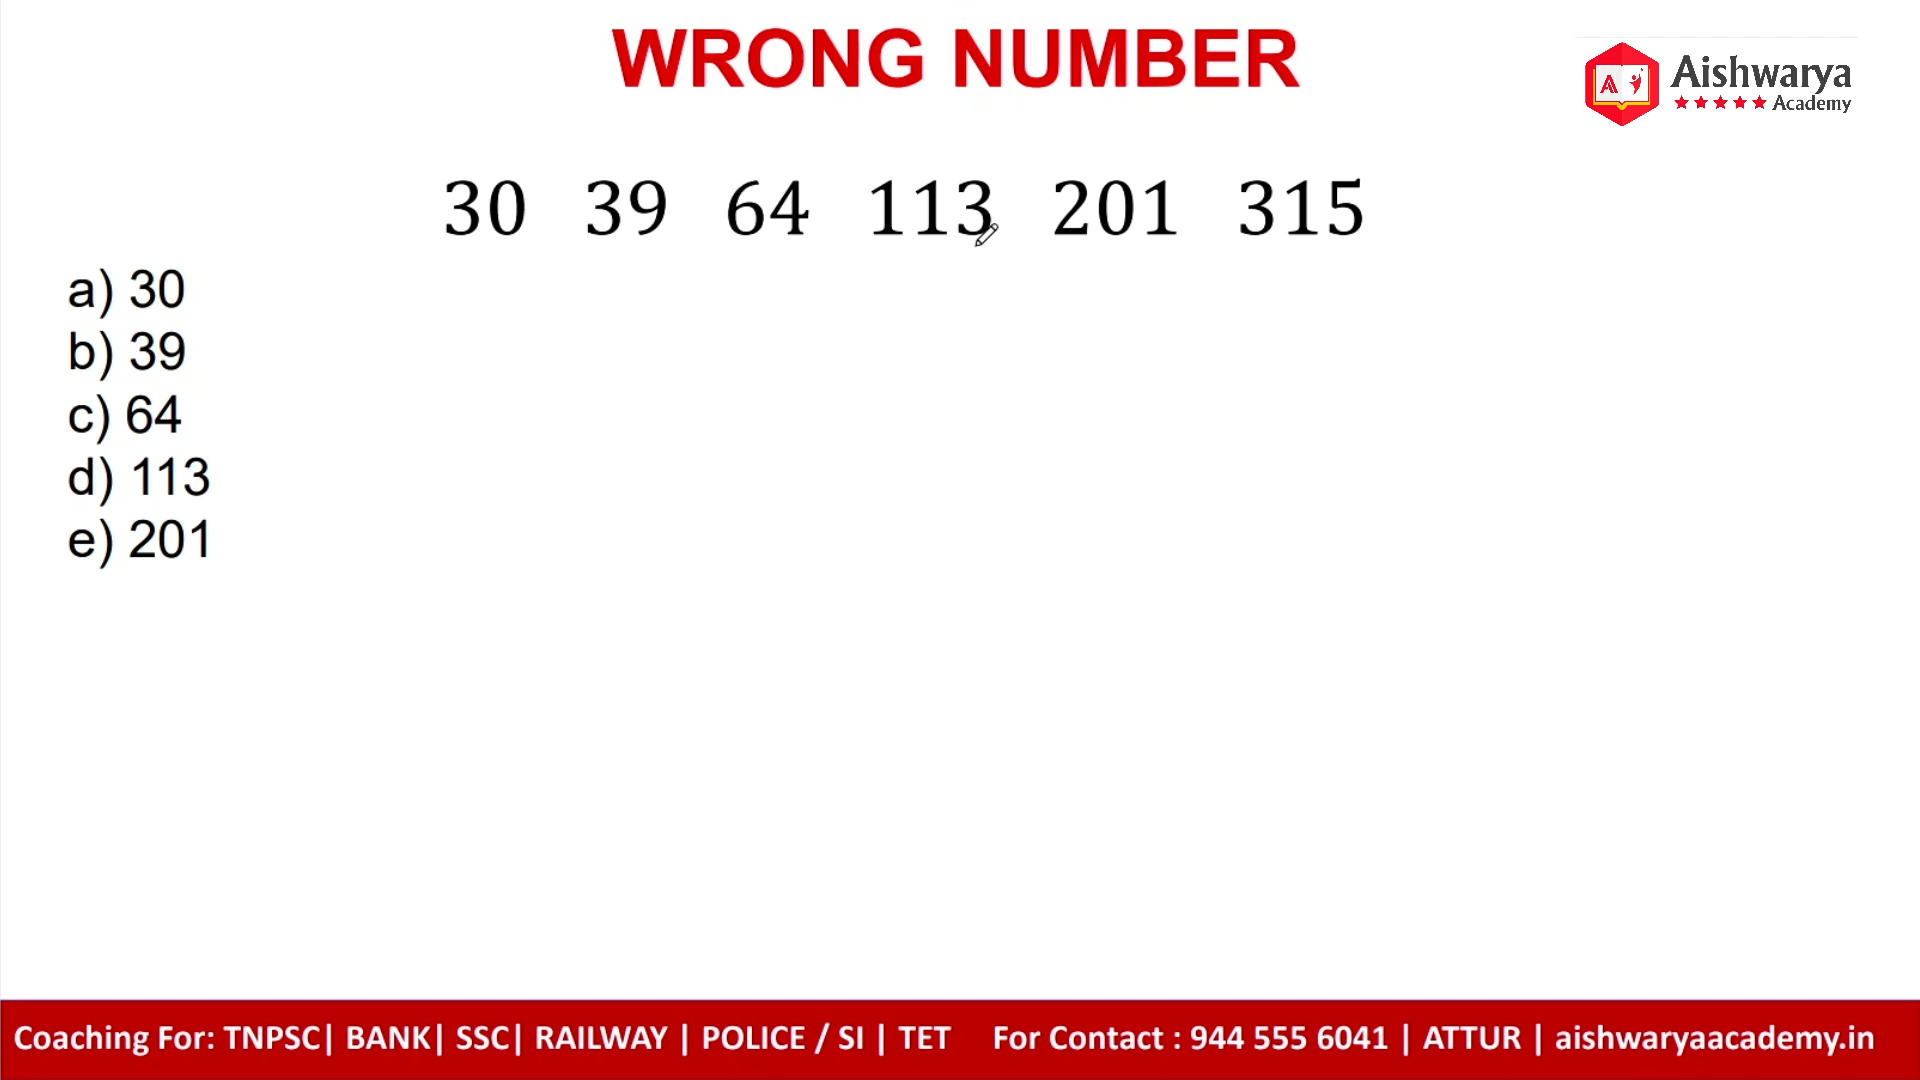 WRONG NUMBER
Aishwarya
Academy
30 39 64 113 201 315
a) 30
b) 39
c) 64
d) 113
e) 201
Coaching For: TNPSC| BANK| SSC| RAILWAY | POLICE / SI | TET For Contact : 944 555 6041 | ATTUR | aishwaryaacademy.in